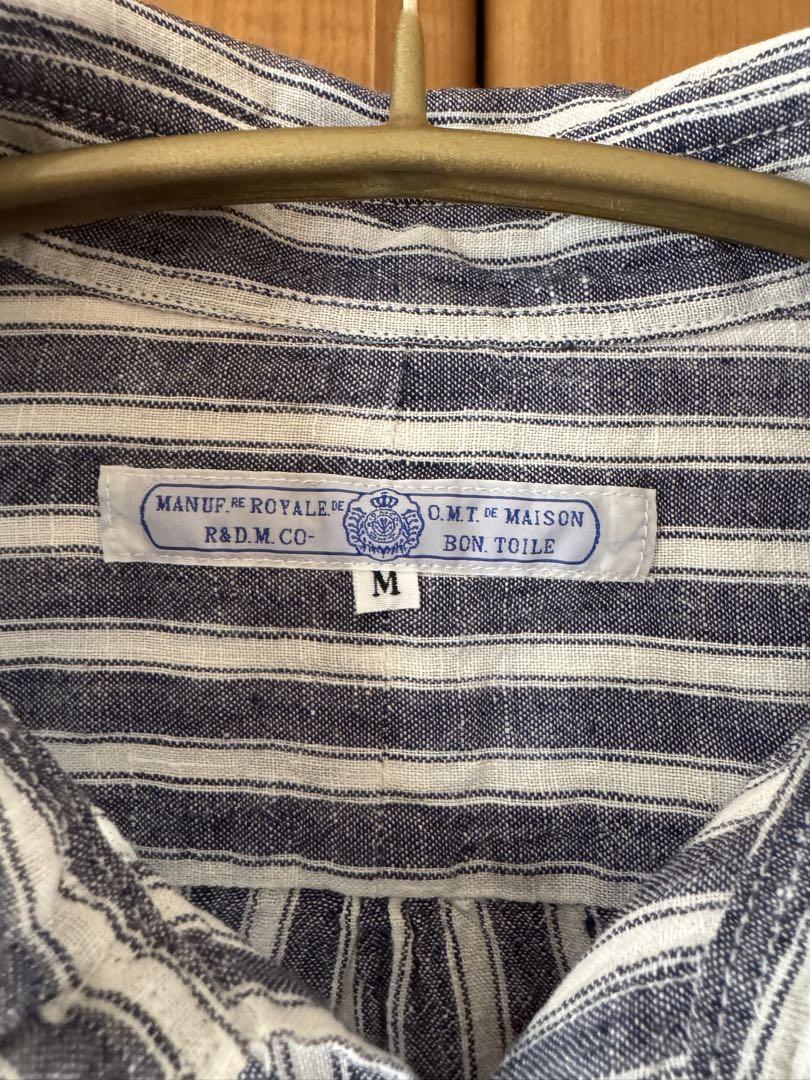 MANUF.RE ROYALE.DE
R&D.M.CO-
O.M.T. DE MAISON
BON. TOILE
M